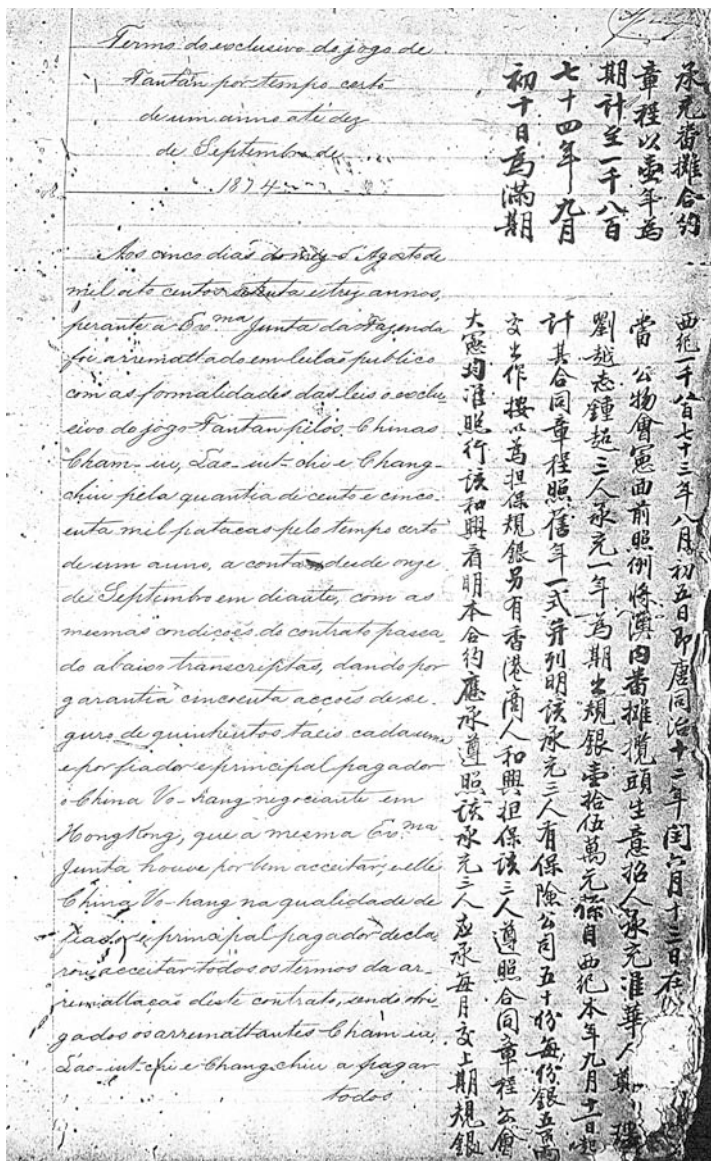 Termo do exclusivo do jogo de
Fantán por tempo certo
de um anno até dez
de Septembro de
1874
Aos cinco dias do mez d'Agosto de
mil oito centos setenta e trez annos,
perante a Ex.ma Junta da Fazenda
foi arremattado em leilaõ publico
com as formalidades das leis o exclu-
sivo do jogo Fantan pelos Chinas
Cham-iu, Lao-iut-chi e Chang-
chiu pela quantia de cento e cinco-
enta mil patacas pelo tempo certo
de um anno, a contar desde onze
de Septembro em diante, com as
mesmas condições do contrato passa-
do abaixo transcriptas, dando por
garantia cincoenta acções de se-
guro de quinhentos taeis cada uma
e por fiador e principal pagador
o China Vo-hang negociante em
HongKong, que a mesma Ex.ma
Junta houve por bem acceitar; e elle
China Vo-hang na qualidade de
fiador e principal pagador decla-
rou acceitar todos os termos da ar-
remattaçaõ deste contrato, sendo obri-
gados os arremattantes Cham-iu,
Lao-iut-chi e Chang-chiu a pagar
todos
承充番攤合約
章程以壹年為
期計至一千八百
七十四年九月
初十日為滿期
西紀一千八百七十三年八月初五日即唐同治十二年閏六月十三日在
當公物會憲面前照例將澳內番攤攬頭生意招人承充准華人
劉越志鍾超三人承充一年為期出規銀壹拾伍萬元係自西紀本年九月十一日起
計其合同章程照舊年一式并列明該承充三人有保險公司五十份每份銀五百兩
交出作按以為担保規銀另有香港商人和興担保該三人遵照合同章程公會
大憲均准照行該和興看明本合約應承遵照該承充三人應承每月交上期規銀